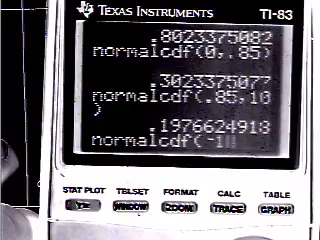 TEXAS INSTRUMENTS TI-83
.8023375082
normalcdf(0,.85)
.3023375077
normalcdf(.85,10
)
.1976624913
normalcdf(-1
STAT PLOT TBLSET FORMAT CALC TABLE
Y= WINDOW ZOOM TRACE GRAPH